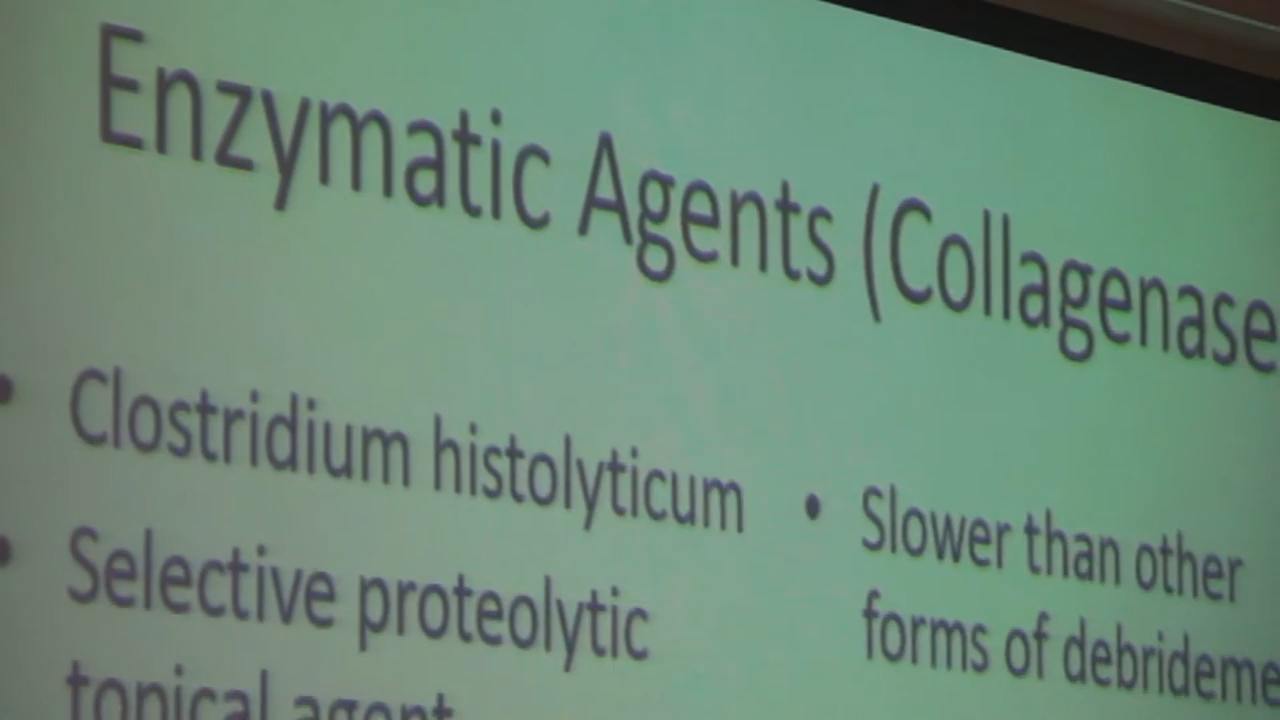 Enzymatic Agents (Collagenase
• Clostridium histolyticum
• Selective proteolytic
topical agent
• Slower than other
forms of debrideme